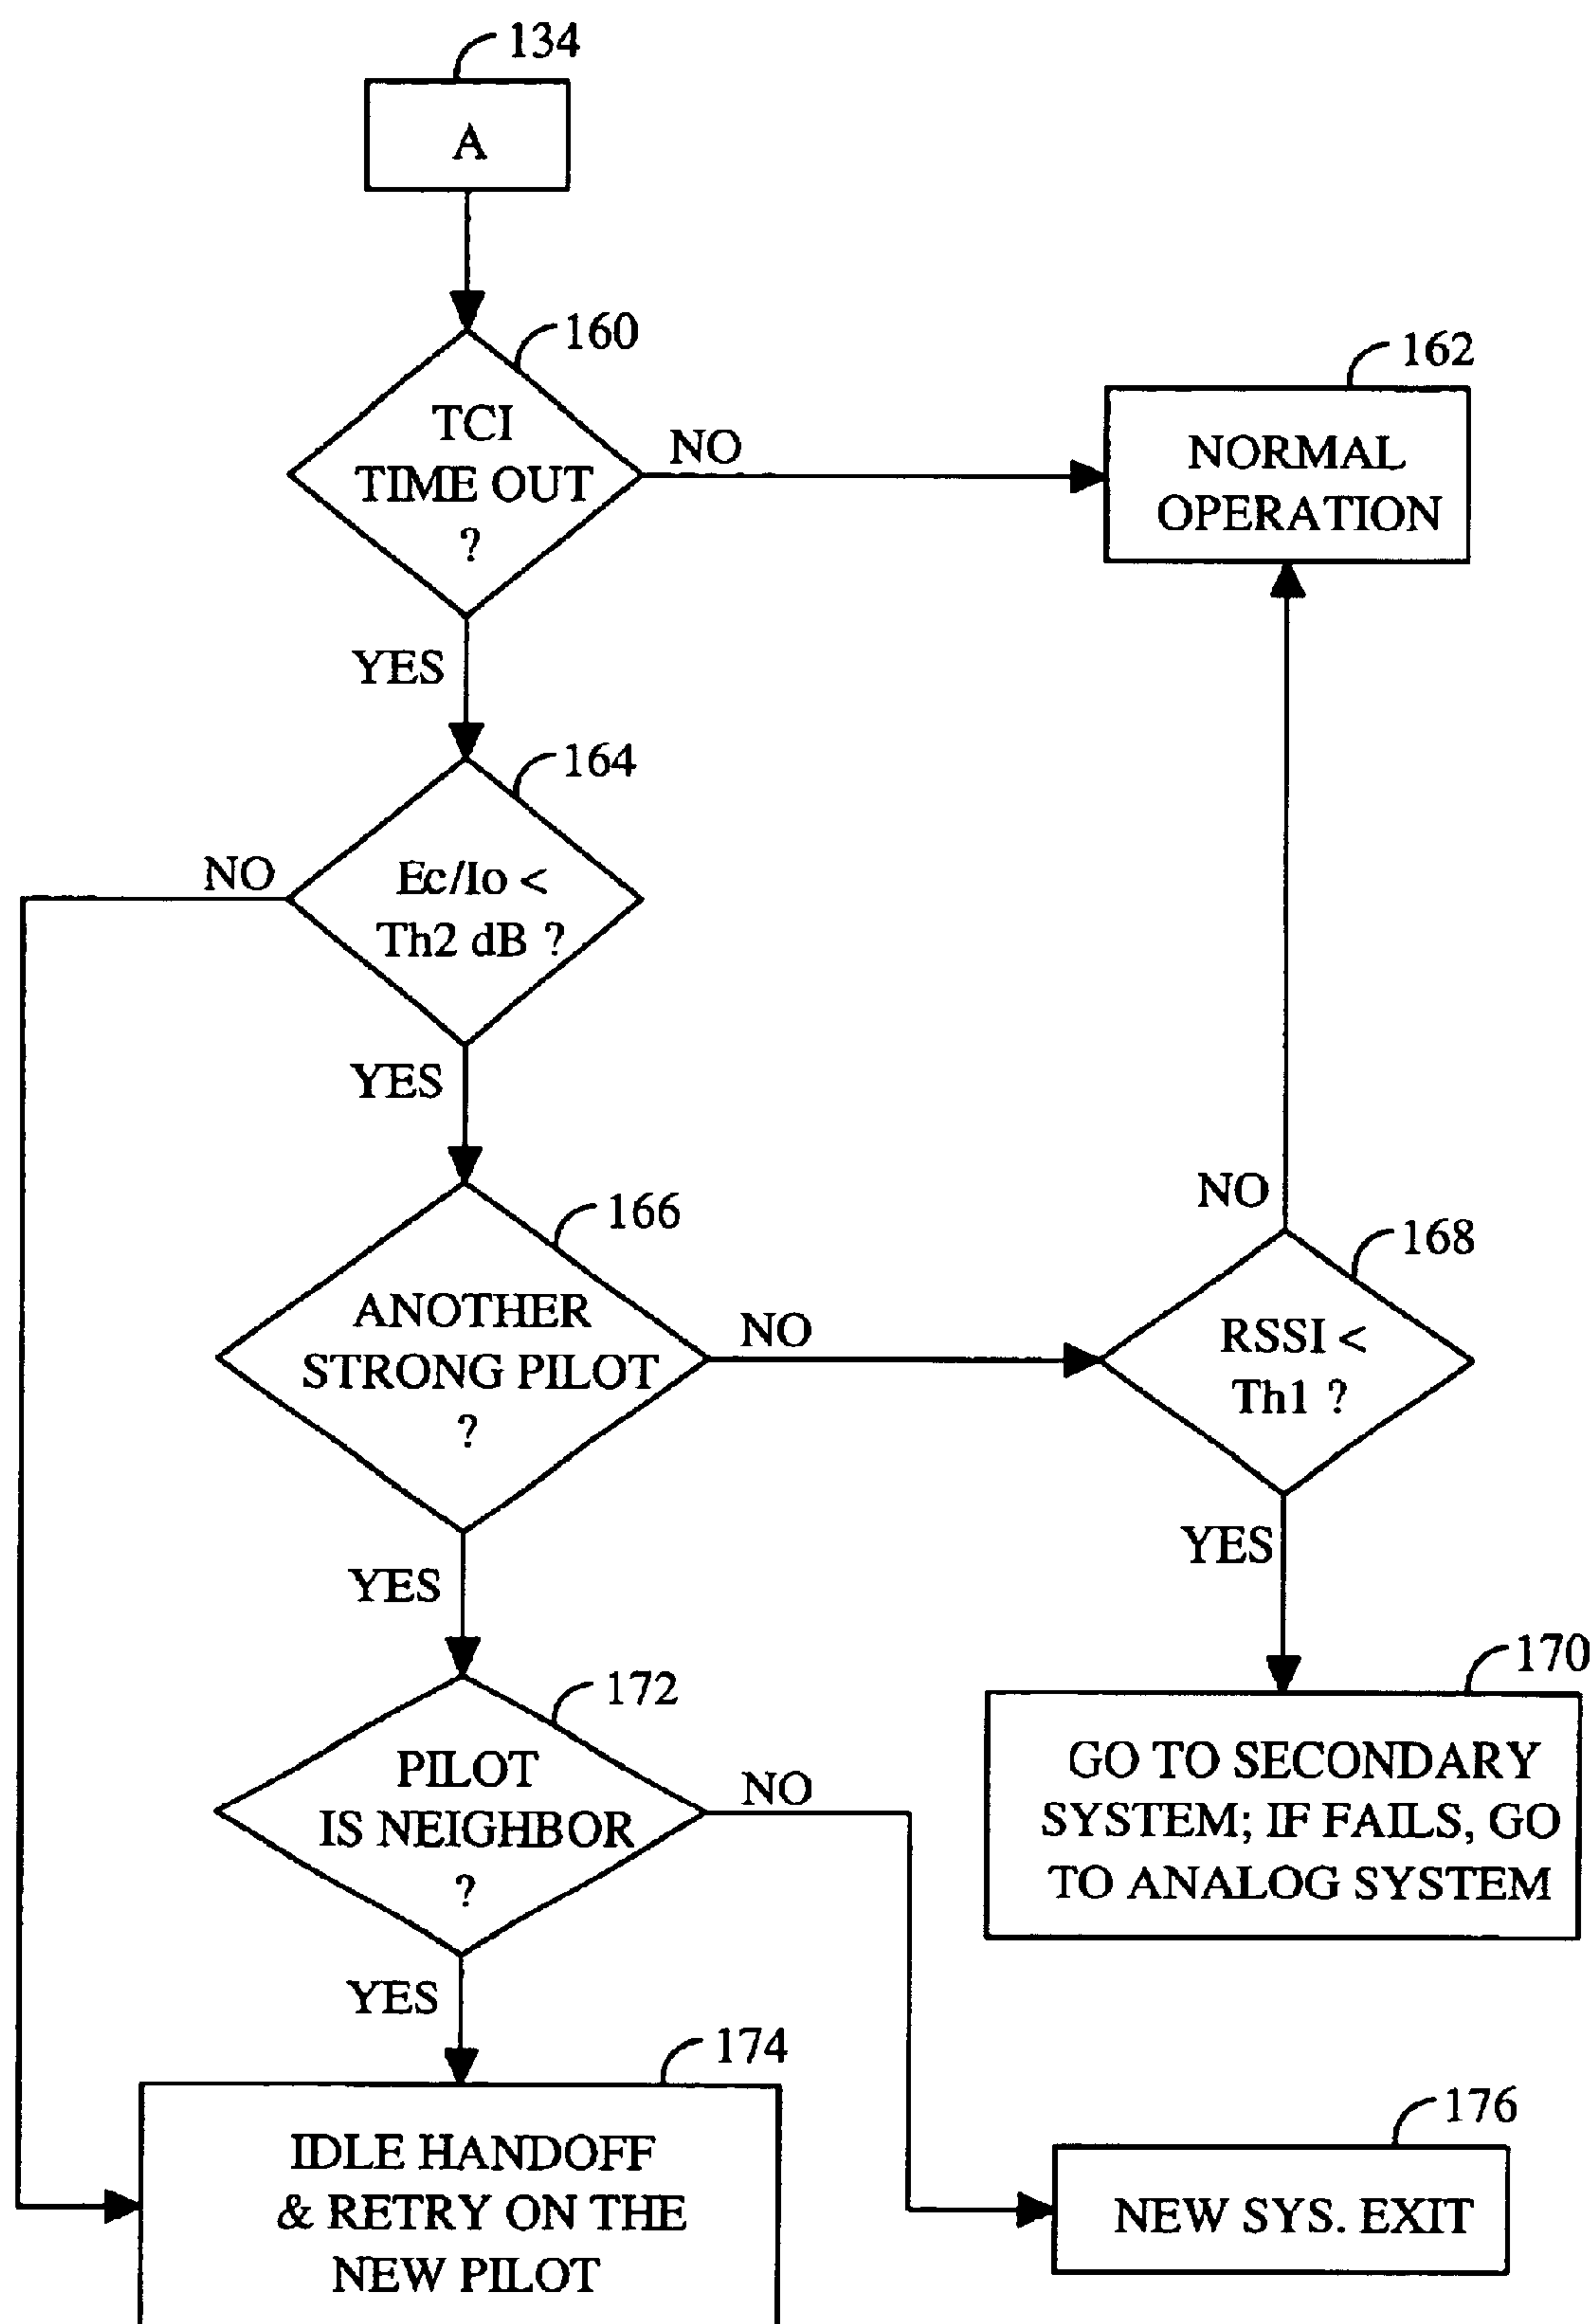 134
A
160
TCI
TIME OUT
?
NO
162
NORMAL
OPERATION
YES
164
NO
Ec/Io <
Th2 dB ?
YES
166
ANOTHER
STRONG PILOT
?
NO
NO
168
RSSI <
Th1 ?
YES
YES
170
GO TO SECONDARY
SYSTEM; IF FAILS, GO
TO ANALOG SYSTEM
172
PILOT
IS NEIGHBOR
?
NO
YES
174
IDLE HANDOFF
& RETRY ON THE
NEW PILOT
176
NEW SYS. EXIT